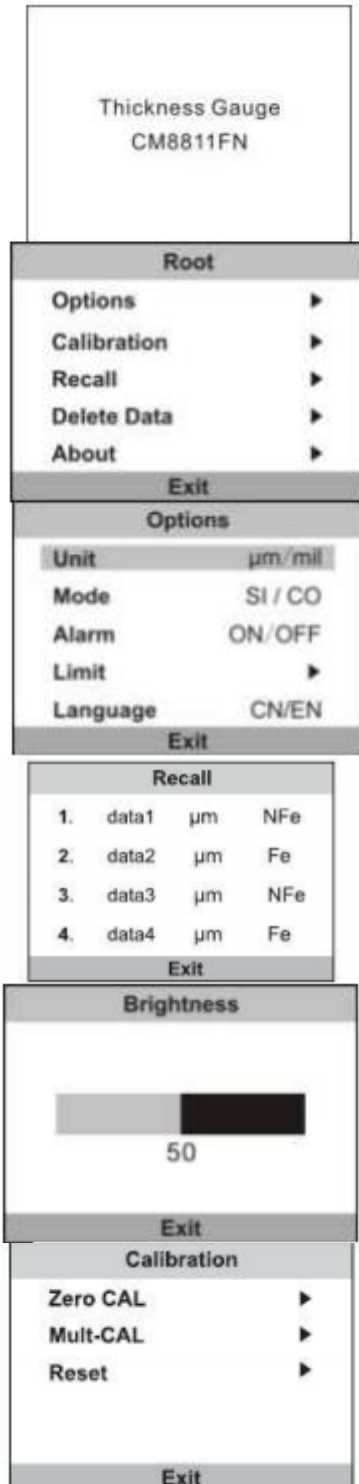 Thickness Gauge
CM8811FN
Root
Options ▶
Calibration ▶
Recall ▶
Delete Data ▶
About ▶
Exit
Options
Unit μm/mil
Mode SI / CO
Alarm ON/OFF
Limit ▶
Language CN/EN
Exit
Recall
1. data1 μm NFe
2. data2 μm Fe
3. data3 μm NFe
4. data4 μm Fe
Exit
Brightness
50
Exit
Calibration
Zero CAL ▶
Mult-CAL ▶
Reset ▶
Exit